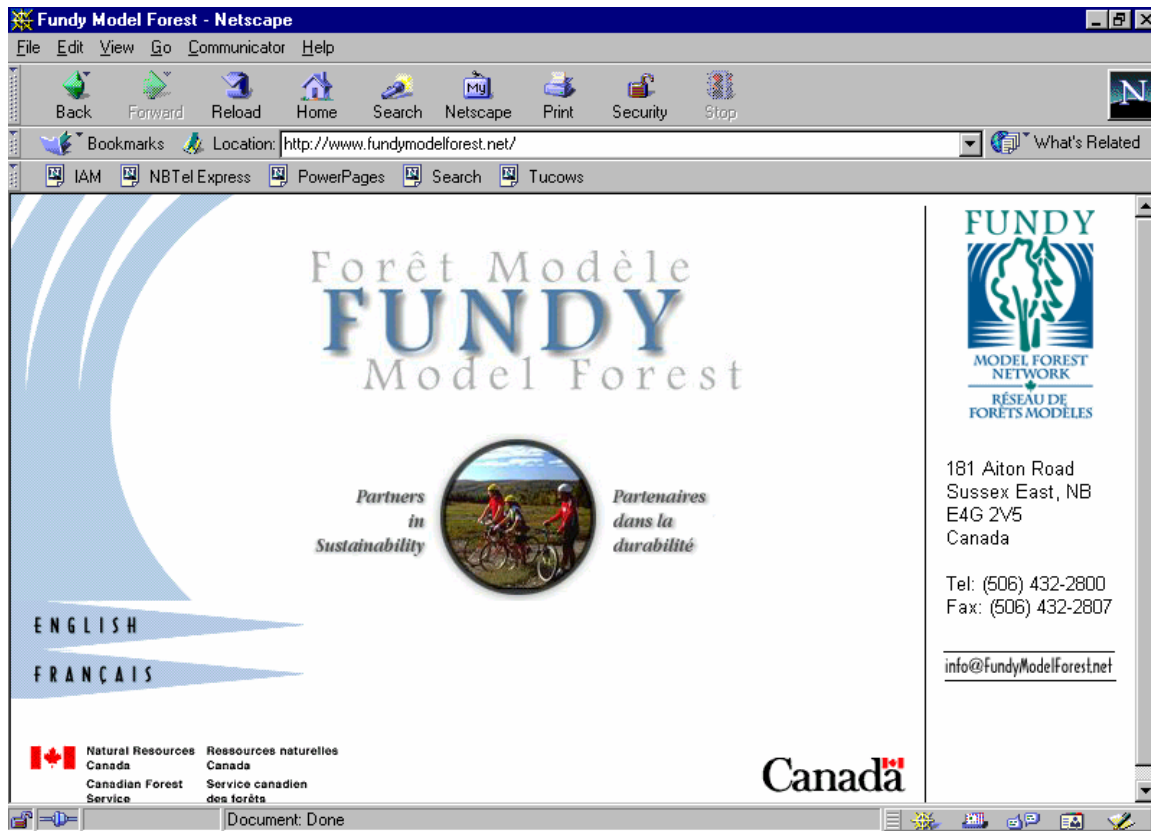 Fundy Model Forest - Netscape
File Edit View Go Communicator Help
Back Forward Reload Home Search Netscape Print Security Stop
My
N
Bookmarks Location: http://www.fundymodelforest.net/ What's Related
IAM NBTel Express PowerPages Search Tucows
Forêt Modèle
FUNDY
Model Forest
Partners
in
Sustainability
Partenaires
dans la
durabilité
ENGLISH
FRANÇAIS
Natural Resources
Canada
Canadian Forest
Service
Ressources naturelles
Canada
Service canadien
des forêts
Canada
FUNDY
MODEL FOREST
NETWORK
RÉSEAU DE
FORÊTS MODÈLES
181 Aiton Road
Sussex East, NB
E4G 2V5
Canada
Tel: (506) 432-2800
Fax: (506) 432-2807
info@FundyModelForest.net
Document: Done